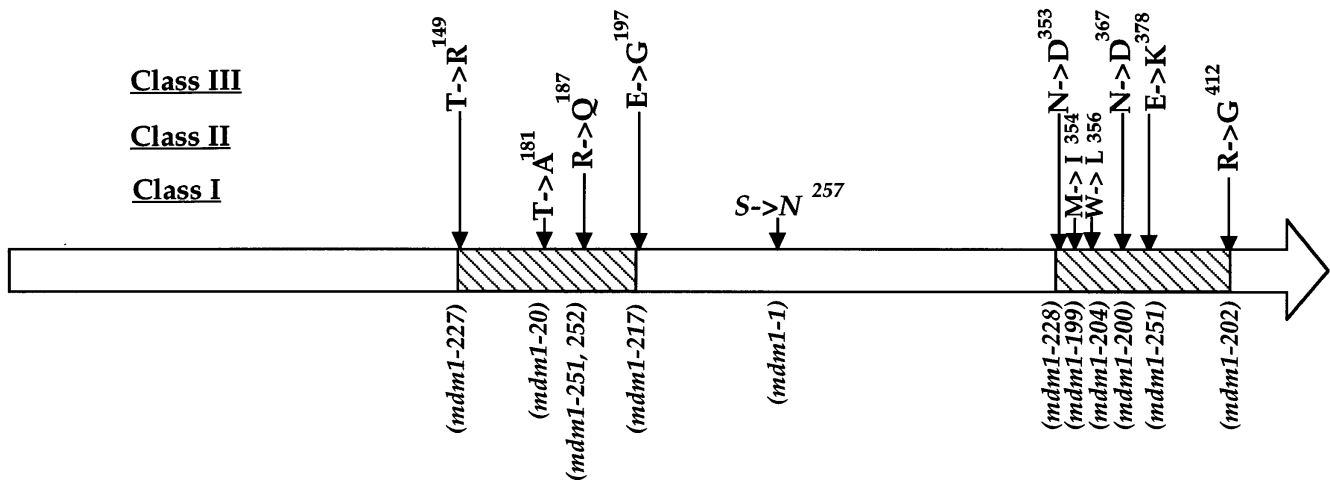 Class III
Class II
Class I
T->R 149
T->A 181
R->Q 187
E->G 197
S->N 257
N->D 353
M->I 354
W->L 356
N->D 367
E->K 378
R->G 412
(mdm1-227)
(mdm1-20)
(mdm1-251, 252)
(mdm1-217)
(mdm1-1)
(mdm1-228)
(mdm1-199)
(mdm1-204)
(mdm1-200)
(mdm1-251)
(mdm1-202)